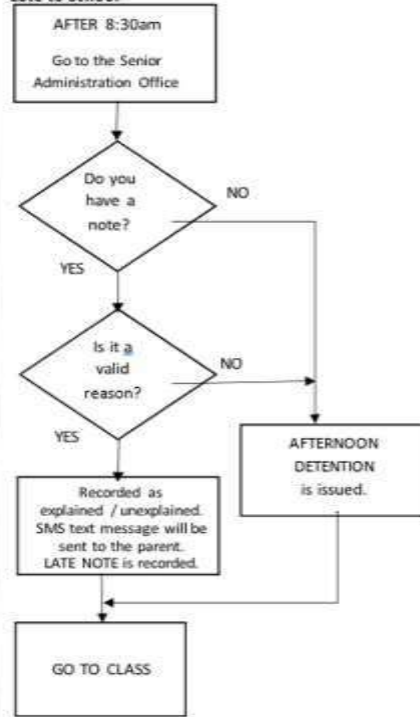 AFTER 8:30am
Go to the Senior
Administration Office
Do you
have a
note?
NO
YES
Is it a
valid
reason?
NO
YES
AFTERNOON
DETENTION
is issued.
Recorded as
explained / unexplained.
SMS text message will be
sent to the parent.
LATE NOTE is recorded.
GO TO CLASS